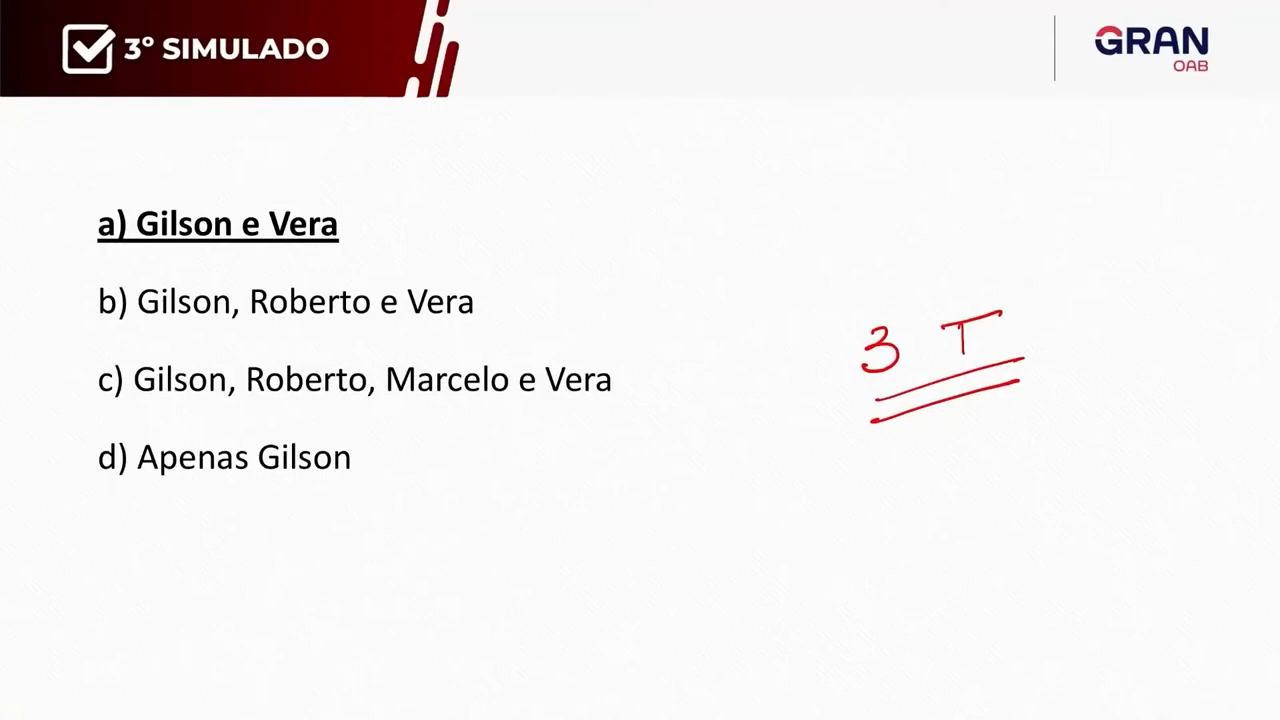 3º SIMULADO
GRAN
OAB
a) Gilson e Vera
b) Gilson, Roberto e Vera
3 T
c) Gilson, Roberto, Marcelo e Vera
d) Apenas Gilson